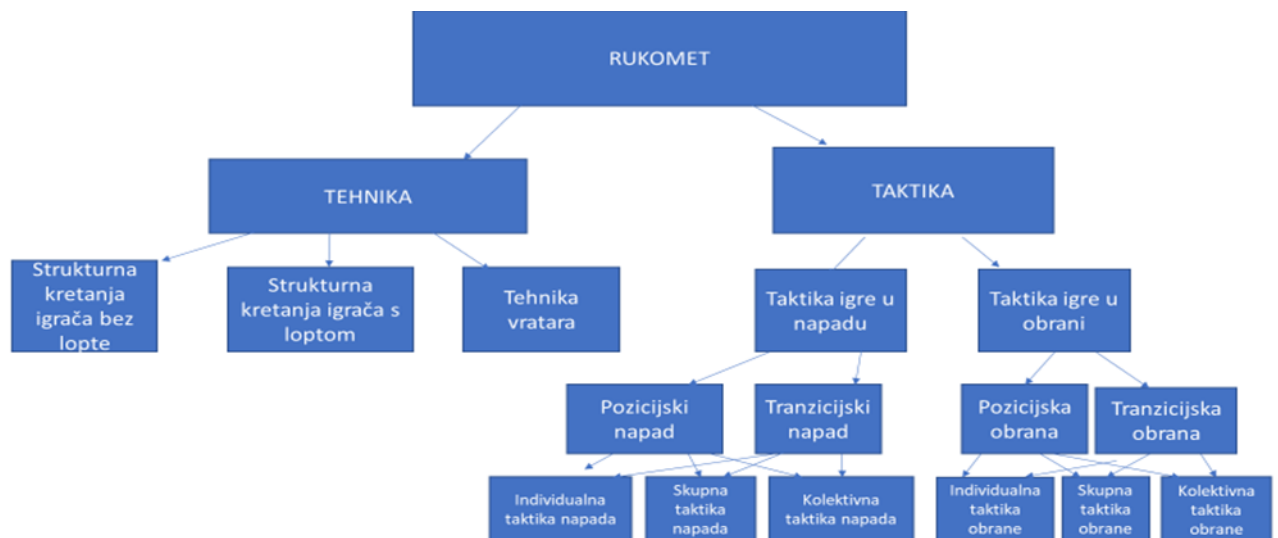 RUKOMET
TEHNIKA
TAKTIKA
Strukturna
kretanja
igrača bez
lopte
Strukturna
kretanja igrača s
loptom
Tehnika
vratara
Taktika igre u
napadu
Taktika igre u
obrani
Pozicijski
napad
Tranzicijski
napad
Pozicijska
obrana
Tranzicijska
obrana
Individualna
taktika napada
Skupna
taktika
napada
Kolektivna
taktika napada
Individualna
taktika
obrane
Skupna
taktika
obrane
Kolektivna
taktika
obrane